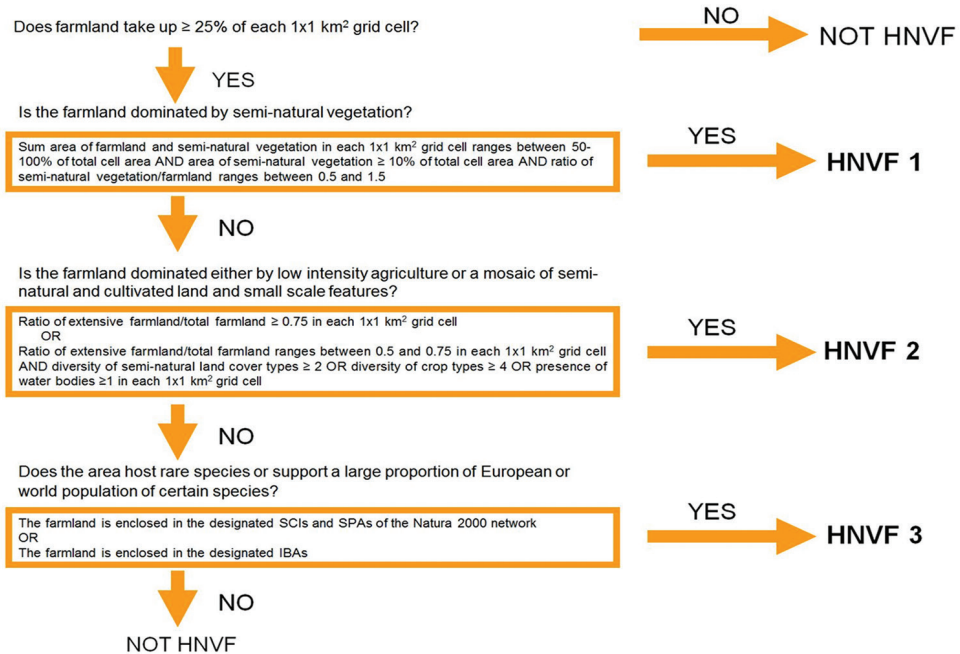 Does farmland take up ≥ 25% of each 1x1 km² grid cell?
NO
NOT HNVF
YES
Is the farmland dominated by semi-natural vegetation?
Sum area of farmland and semi-natural vegetation in each 1x1 km² grid cell ranges between 50-
100% of total cell area AND area of semi-natural vegetation ≥ 10% of total cell area AND ratio of
semi-natural vegetation/farmland ranges between 0.5 and 1.5
YES
HNVF 1
NO
Is the farmland dominated either by low intensity agriculture or a mosaic of semi-
natural and cultivated land and small scale features?
Ratio of extensive farmland/total farmland ≥ 0.75 in each 1x1 km² grid cell
OR
Ratio of extensive farmland/total farmland ranges between 0.5 and 0.75 in each 1x1 km² grid cell
AND diversity of semi-natural land cover types ≥ 2 OR diversity of crop types ≥ 4 OR presence of
water bodies ≥1 in each 1x1 km² grid cell
YES
HNVF 2
NO
Does the area host rare species or support a large proportion of European or
world population of certain species?
The farmland is enclosed in the designated SCIs and SPAs of the Natura 2000 network
OR
The farmland is enclosed in the designated IBAs
YES
HNVF 3
NO
NOT HNVF